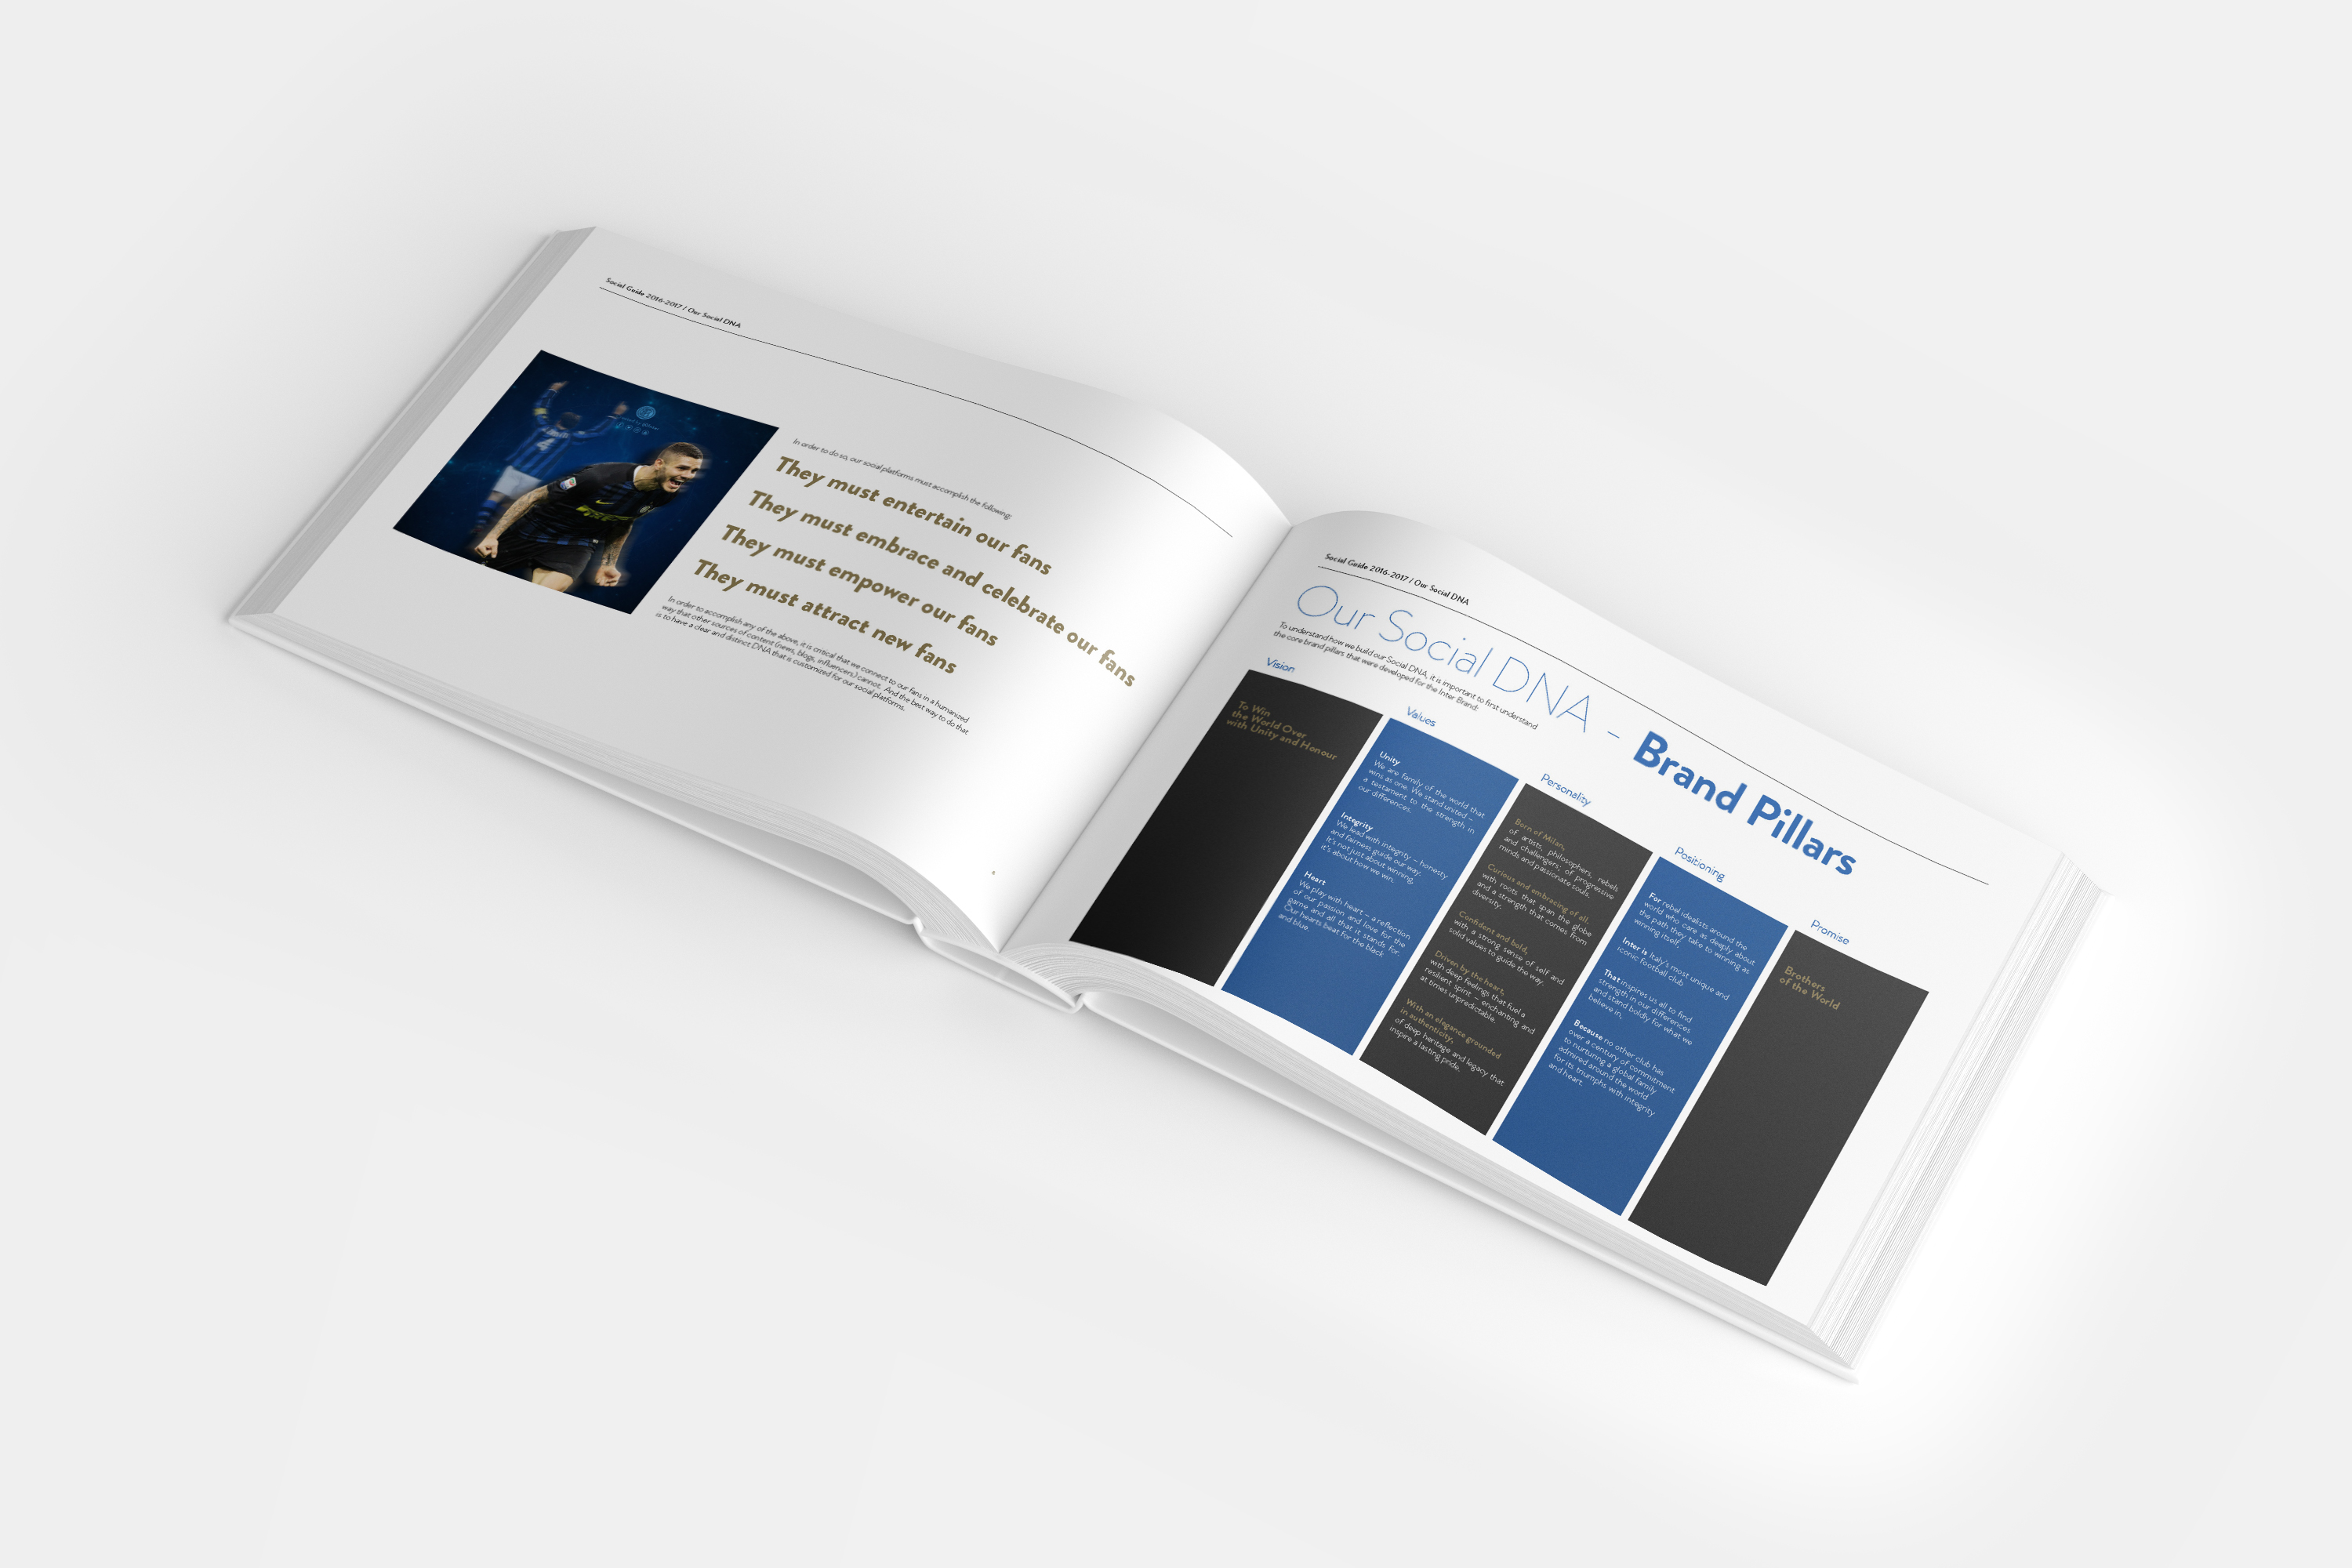 Social Guide 2016-2017 / Our Social DNA
In order to do so, our social platforms must accomplish the following:
They must entertain our fans
They must embrace and celebrate our fans
They must empower our fans
They must attract new fans
In order to accomplish any of the above, it is critical that we connect to our fans in a humanized
way that other sources of content (news, blogs, influencers) cannot. And the best way to do that
is to have a clear and distinct DNA that is customized for our social platforms.
4
Social Guide 2016-2017 / Our Social DNA
Our Social DNA - Brand Pillars
To understand how we build our Social DNA, it is important to first understand
the core brand pillars that were developed for the Inter Brand:
Vision
To Win
the World Over
with Unity and Honour
Values
Unity
We are family of the world that
wins as one. We stand united –
a testament to the strength in
our differences.
Integrity
We lead with integrity – honesty
and fairness guide our way.
It's not just about winning,
it's about how we win.
Heart
We play with heart – a reflection
of our passion and love for the
game and all that it stands for.
Our hearts beat for the black
and blue.
Personality
Born of Milan,
of artists, philosophers, rebels
and challengers, of progressive
minds and passionate souls.
Curious and embracing of all,
with roots that span the globe
and a strength that comes from
diversity.
Confident and bold,
with a strong sense of self and
solid values to guide the way.
Driven by the heart,
with deep feelings that fuel a
resilient spirit – enchanting and
at times unpredictable.
With an elegance grounded
in authenticity,
of deep heritage and legacy that
inspire a lasting pride.
Positioning
For rebel idealists around the
world who care as deeply about
the path they take to winning as
winning itself,
Inter is Italy's most unique and
iconic football club
That inspires us all to find
strength in our differences
and stand boldly for what we
believe in,
Because no other club has
over a century of commitment
to nurturing a global family
admired around the world
for its triumphs with integrity
and heart.
Promise
Brothers
of the World